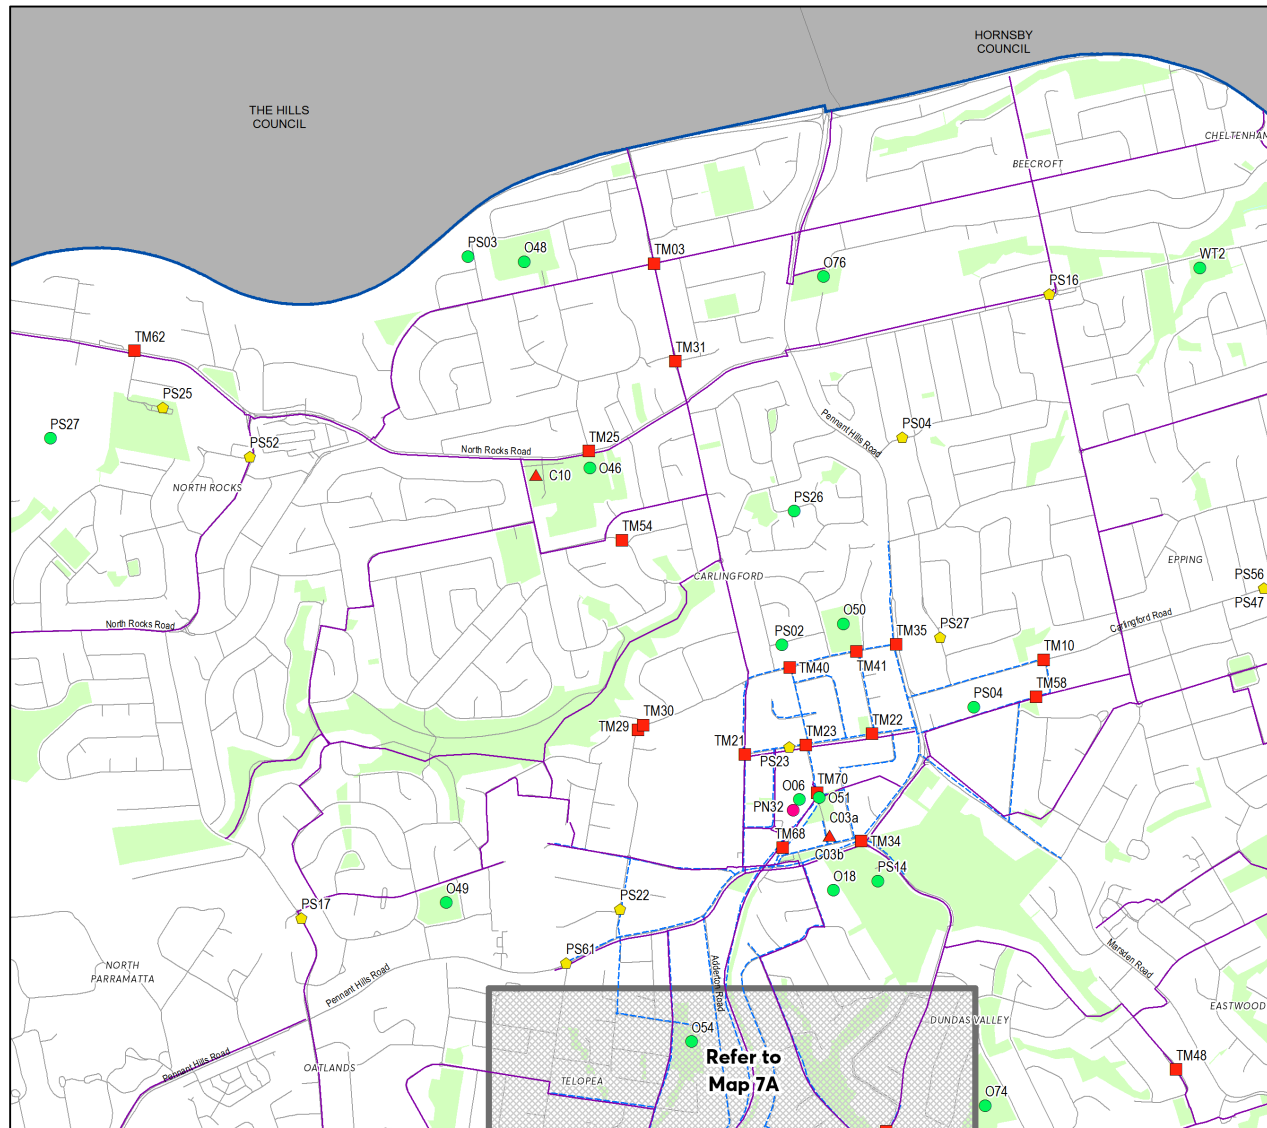 HORNSBY
COUNCIL
THE HILLS
COUNCIL
CHELTENHAM
BEECROFT
PS03
O48
TM03
O76
WT2
PS16
TM62
TM31
PS25
PS27
PS52
TM25
Pennant Hills Road
PS04
North Rocks Road
O46
C10
NORTH ROCKS
PS26
TM54
CARLINGFORD
EPPING
PS56
PS47
O50
Carlingford Road
North Rocks Road
PS02
TM35
PS27
TM10
TM40
TM41
TM58
PS04
TM30
TM29
TM21
TM23
TM22
PS23
TM70
O06
O51
PN32
C03a
TM68
TM34
C03b
PS14
O18
O49
PS22
PS17
PS61
Marsden Road
NORTH
PARRAMATTA
Pennant Hills Road
Adderton Road
EASTWOOD
DUNDAS VALLEY
O54
Refer to
Map 7A
TM48
Pennant Hills Road
OATLANDS
TELOPEA
O74